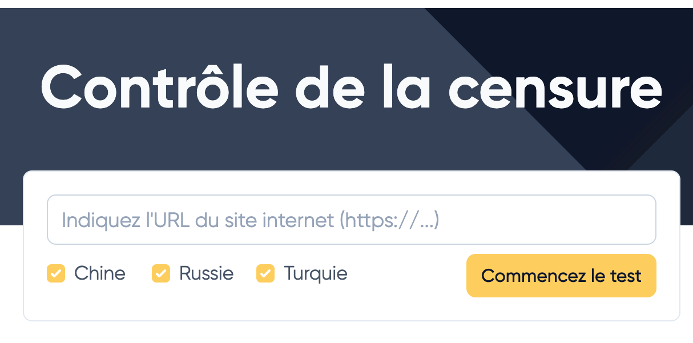 Contrôle de la censure
Indiquez l'URL du site internet (https://...)
Chine Russie Turquie Commencez le test